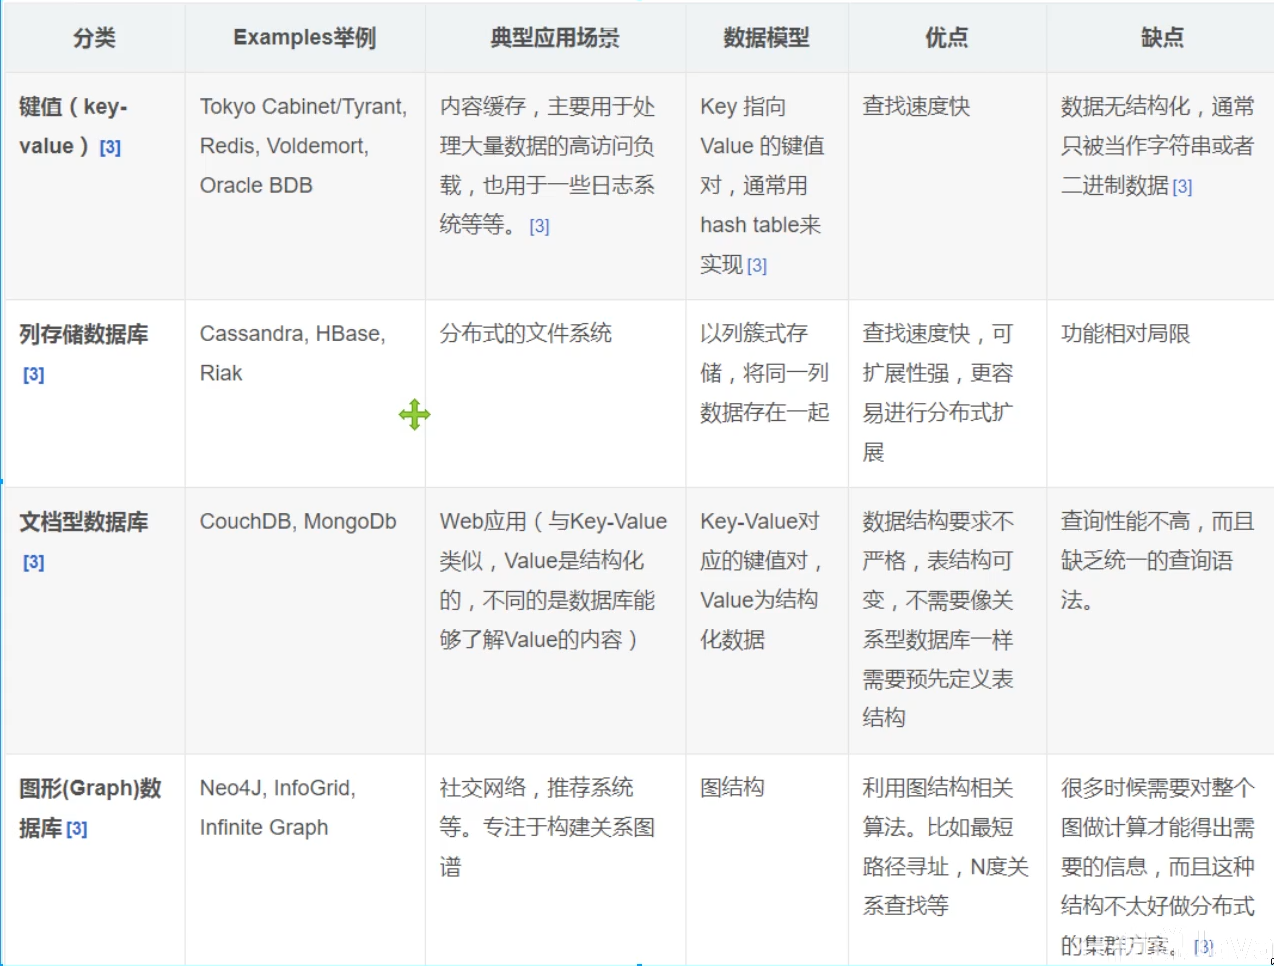 分类
Examples举例
典型应用场景
数据模型
优点
缺点
键值（key-
value）[3]
Tokyo Cabinet/Tyrant,
Redis, Voldemort,
Oracle BDB
内容缓存，主要用于处
理大量数据的高访问负
载，也用于一些日志系
统等等。[3]
Key 指向
Value 的键值
对，通常用
hash table来
实现[3]
查找速度快
数据无结构化，通常
只被当作字符串或者
二进制数据[3]
列存储数据库
[3]
Cassandra, HBase,
Riak
分布式的文件系统
以列簇式存
储，将同一列
数据存在一起
查找速度快，可
扩展性强，更容
易进行分布式扩
展
功能相对局限
文档型数据库
[3]
CouchDB, MongoDb
Web应用（与Key-Value
类似，Value是结构化
的，不同的是数据库能
够了解Value的内容）
Key-Value对
应的键值对，
Value为结构
化数据
数据结构要求不
严格，表结构可
变，不需要像关
系型数据库一样
需要预先定义表
结构
查询性能不高，而且
缺乏统一的查询语
法。
图形(Graph)数
据库[3]
Neo4J, InfoGrid,
Infinite Graph
社交网络，推荐系统
等。专注于构建关系图
谱
图结构
利用图结构相关
算法。比如最短
路径寻址，N度关
系查找等
很多时候需要对整个
图做计算才能得出需
要的信息，而且这种
结构不太好做分布式
的集群方案。[3]